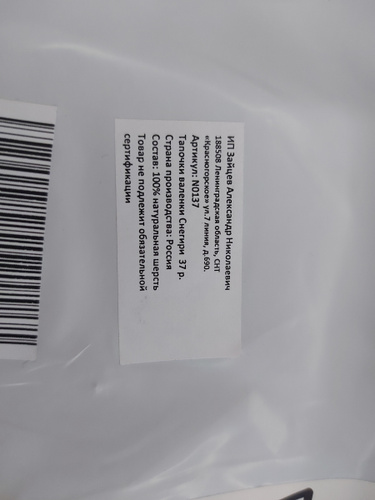 ИП Зайцев Александр Николаевич
188508 Ленинградская область, СНТ
«Красногорское» ул.7 линия, д.690.
Артикул: N0137
Тапочки валенки Снегири 37 р.
Страна производства: Россия
Состав: 100% натуральная шерсть
Товар не подлежит обязательной
сертификации